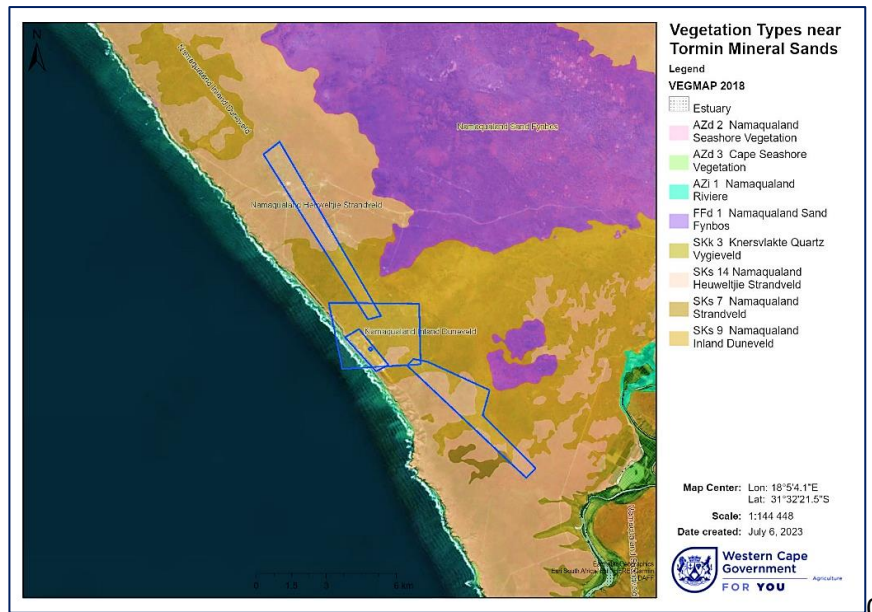 Vegetation Types near
Tormin Mineral Sands
Legend
VEGMAP 2018
Estuary
AZd 2 Namaqualand
Seashore Vegetation
AZd 3 Cape Seashore
Vegetation
AZi 1 Namaqualand
Riviere
FFd 1 Namaqualand Sand
Fynbos
SKk 3 Knersvlakte Quartz
Vygieveld
SKs 14 Namaqualand
Heuweltjie Strandveld
SKs 7 Namaqualand
Strandveld
SKs 9 Namaqualand
Inland Duneveld
N
Namaqualand Inland Duneveld
Namaqualand Sand Fynbos
Namaqualand Heuweltjie Strandveld
Namaqualand Inland Duneveld
0 1.5 3 6 km
Map Center: Lon: 18°5'4.1"E
Lat: 31°32'21.5"S
Scale: 1:144 448
Date created: July 6, 2023
Western Cape
Government
Agriculture
FOR YOU